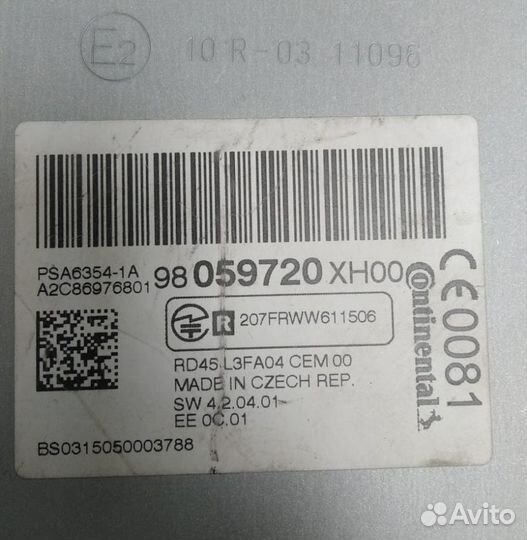 E2 10 R-03 11096
PSA6354-1A
A2C86976801
98 059720 XH00
R 207FRWW611506
RD45 L3FA04 CEM 00
MADE IN CZECH REP.
SW 4.2.04.01
EE 0C.01
BS0315050003788
Continental
CE0081
Avito